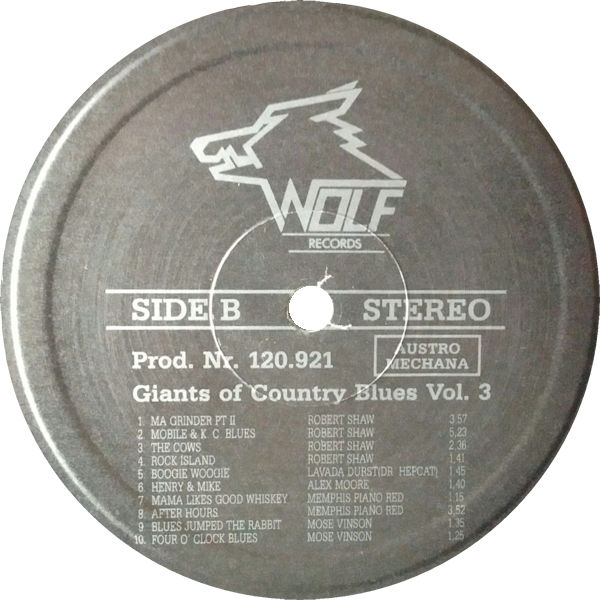 WOLF
RECORDS
SIDE B STEREO
Prod. Nr. 120.921 AUSTRO MECHANA
Giants of Country Blues Vol. 3
1. MA GRINDER PT II ROBERT SHAW 3,57
2. MOBILE & K C BLUES ROBERT SHAW 5,23
3. THE COWS ROBERT SHAW 2,36
4. ROCK ISLAND ROBERT SHAW 1,41
5 BOOGIE WOOGIE LAVADA DURST(DR HEPCAT) 1,45
6. HENRY & MIKE ALEX MOORE 1,40
7 MAMA LIKES GOOD WHISKEY MEMPHIS PIANO RED 1.15
8. AFTER HOURS MEMPHIS PIANO RED 3,52
9 BLUES JUMPED THE RABBIT MOSE VINSON 1.35
10. FOUR O' CLOCK BLUES MOSE VINSON 1,25